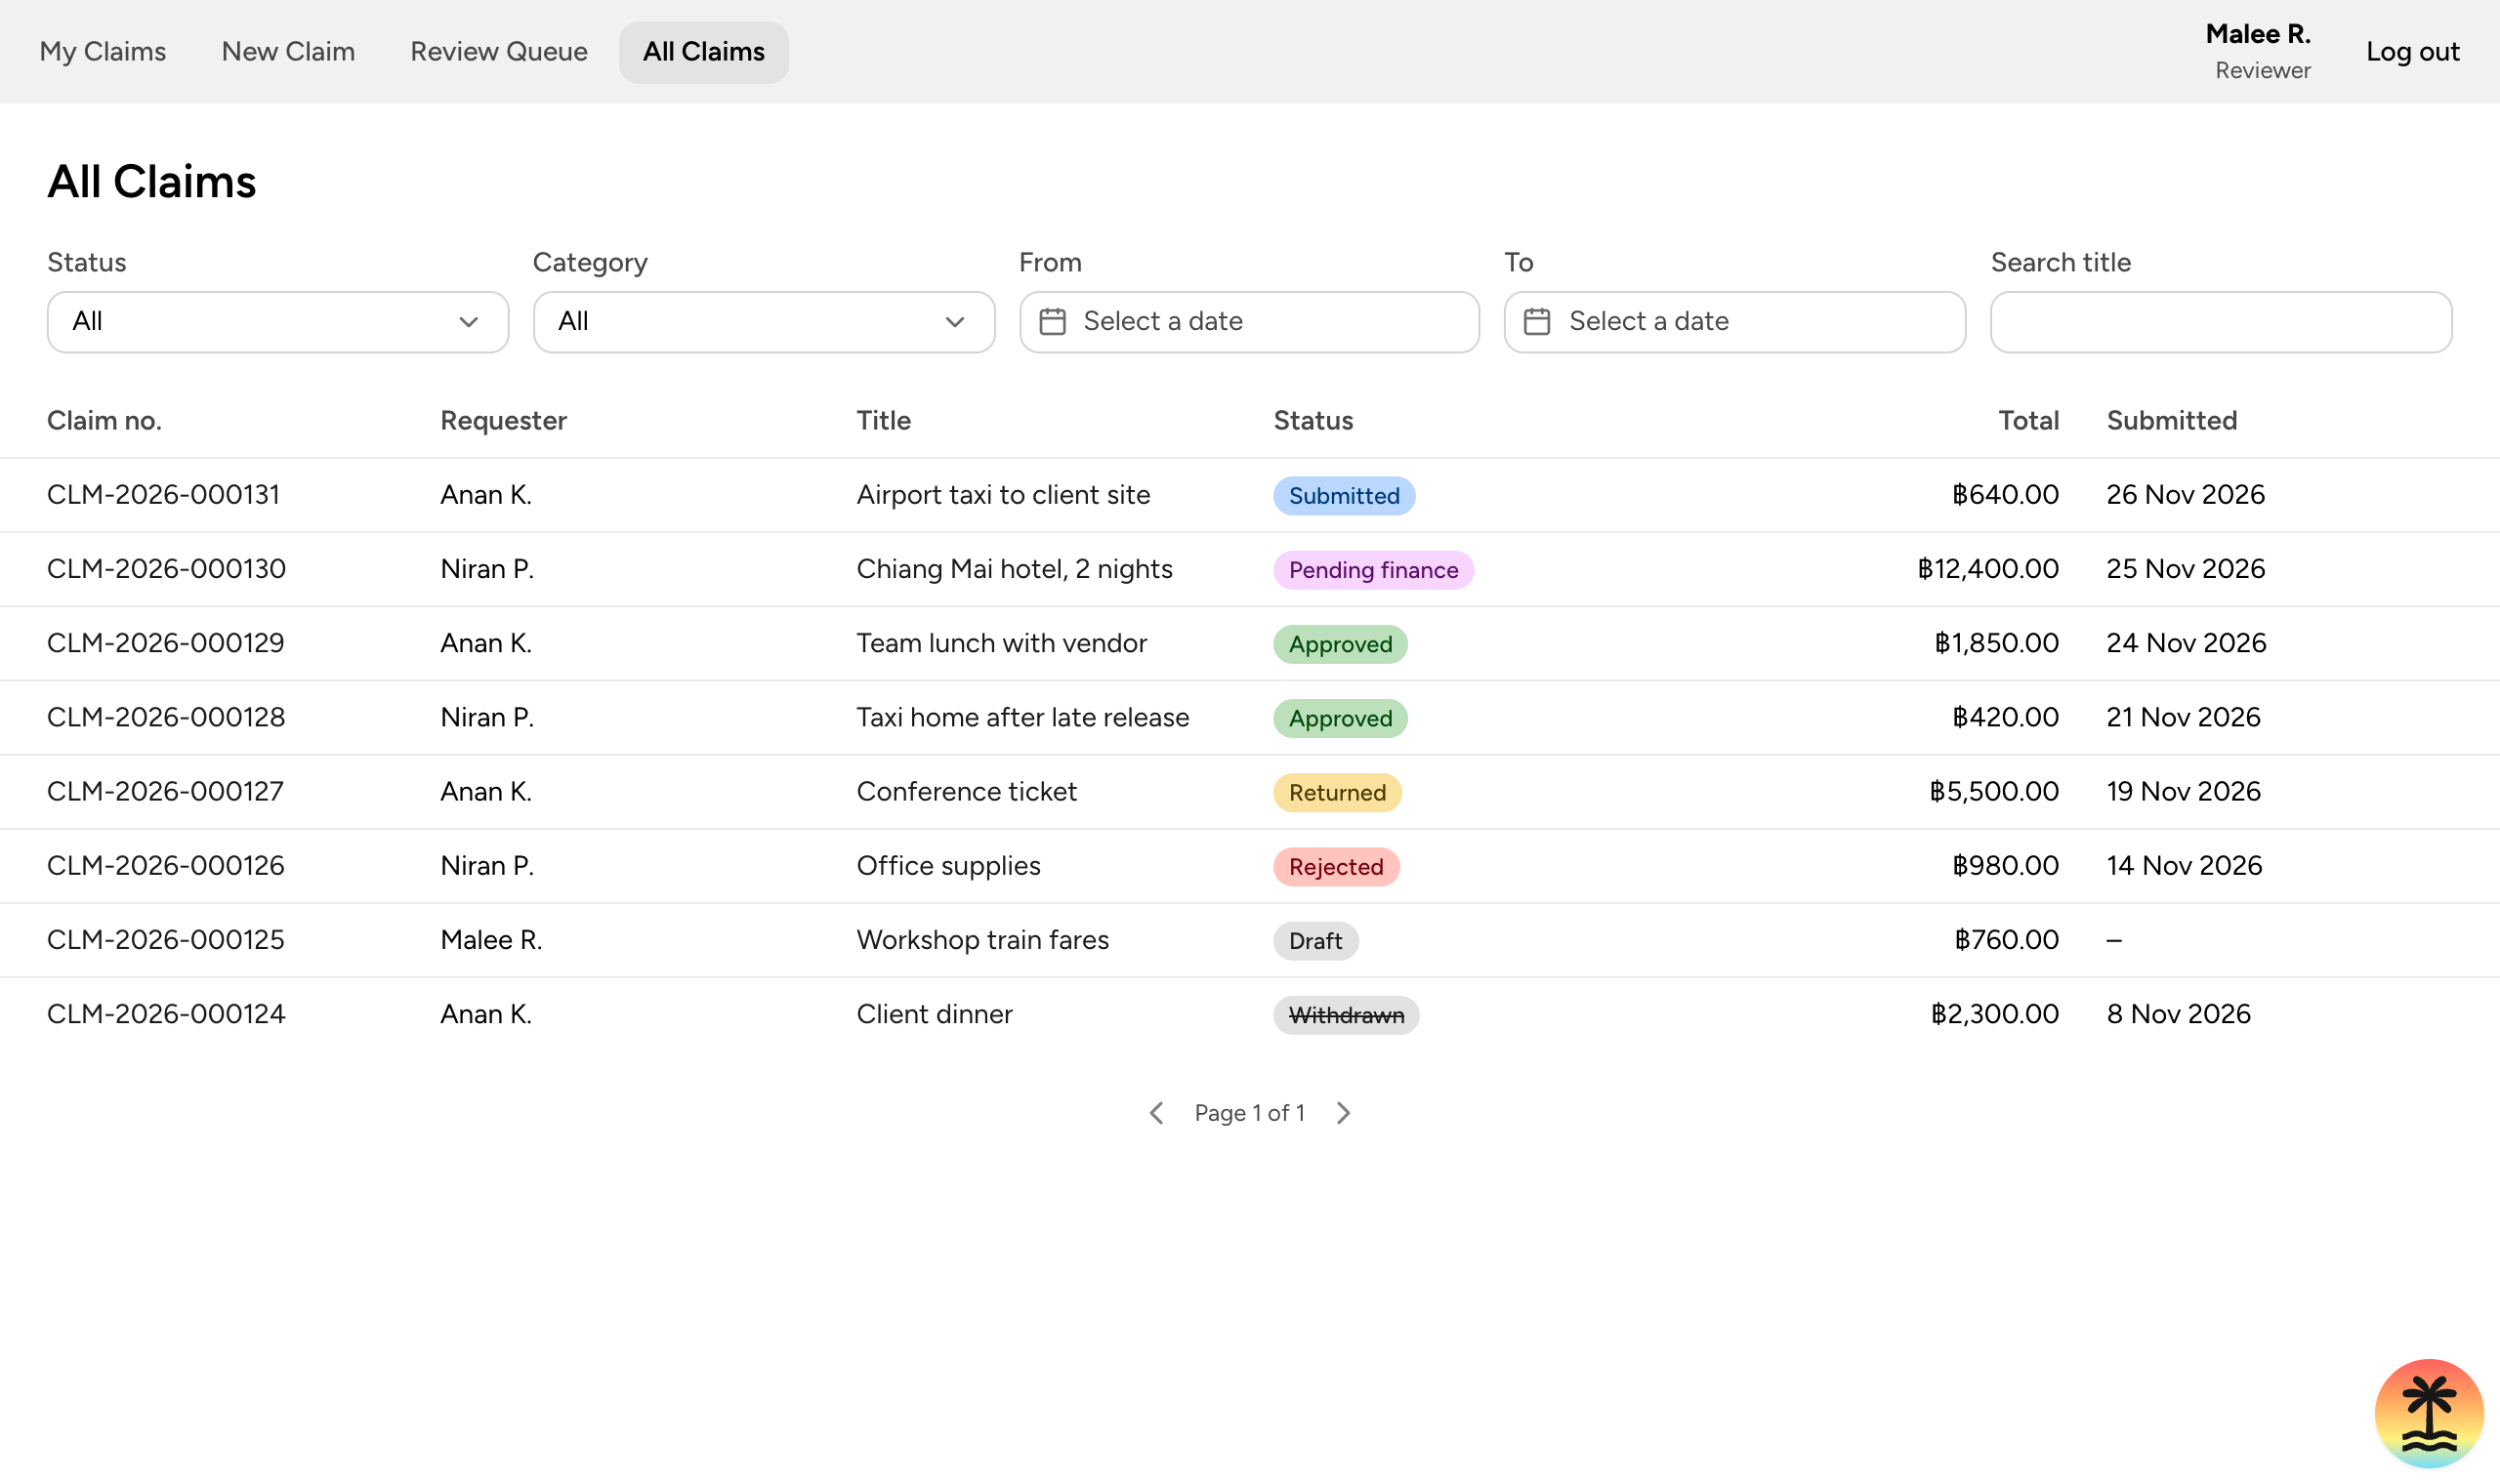 My Claims New Claim Review Queue All Claims Malee R. Reviewer Log out
All Claims
Status Category From To Search title
All All Select a date Select a date
Claim no. Requester Title Status Total Submitted
CLM-2026-000131 Anan K. Airport taxi to client site Submitted ฿640.00 26 Nov 2026
CLM-2026-000130 Niran P. Chiang Mai hotel, 2 nights Pending finance ฿12,400.00 25 Nov 2026
CLM-2026-000129 Anan K. Team lunch with vendor Approved ฿1,850.00 24 Nov 2026
CLM-2026-000128 Niran P. Taxi home after late release Approved ฿420.00 21 Nov 2026
CLM-2026-000127 Anan K. Conference ticket Returned ฿5,500.00 19 Nov 2026
CLM-2026-000126 Niran P. Office supplies Rejected ฿980.00 14 Nov 2026
CLM-2026-000125 Malee R. Workshop train fares Draft ฿760.00 –
CLM-2026-000124 Anan K. Client dinner Withdrawn ฿2,300.00 8 Nov 2026
Page 1 of 1